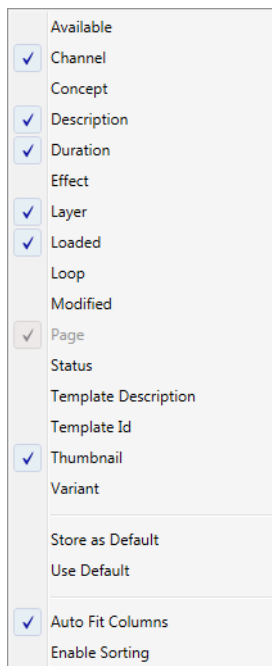 Available
Channel
Concept
Description
Duration
Effect
Layer
Loaded
Loop
Modified
Page
Status
Template Description
Template Id
Thumbnail
Variant
Store as Default
Use Default
Auto Fit Columns
Enable Sorting